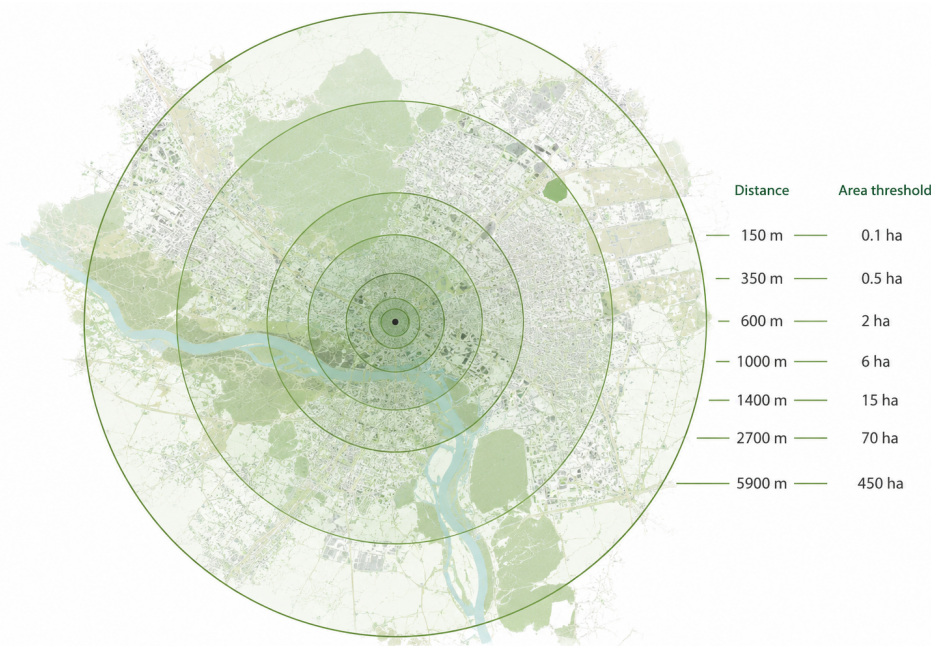 Distance Area threshold
150 m 0.1 ha
350 m 0.5 ha
600 m 2 ha
1000 m 6 ha
1400 m 15 ha
2700 m 70 ha
5900 m 450 ha